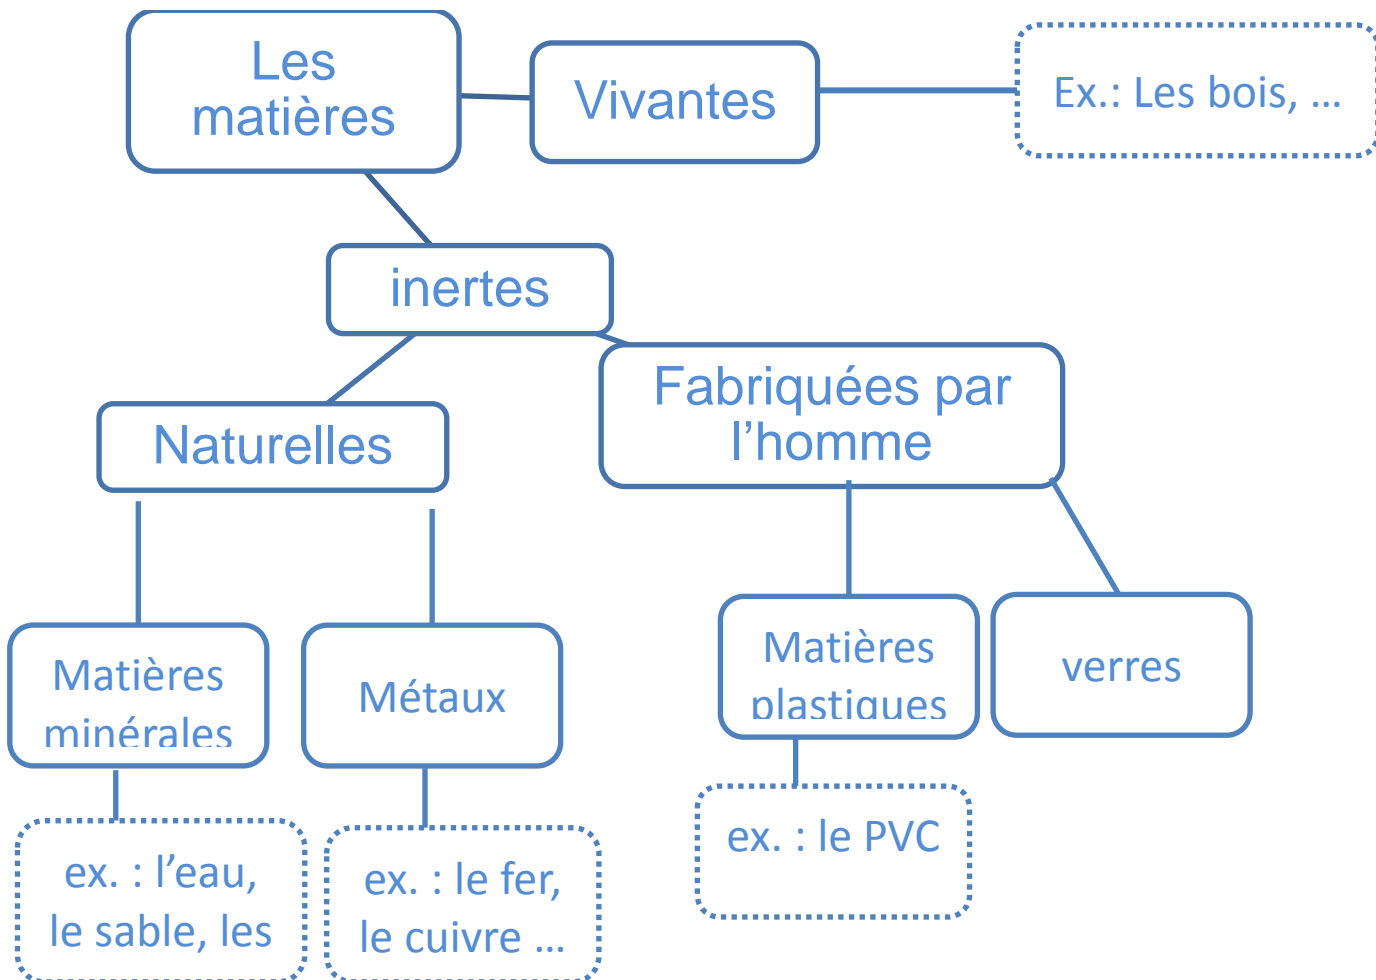 Les
matières
Vivantes
Ex.: Les bois, ...
inertes
Fabriquées par
l'homme
Naturelles
Matières
minérales
Métaux
Matières
plastiques
verres
ex. : l'eau,
le sable, les
ex. : le fer,
le cuivre ...
ex. : le PVC